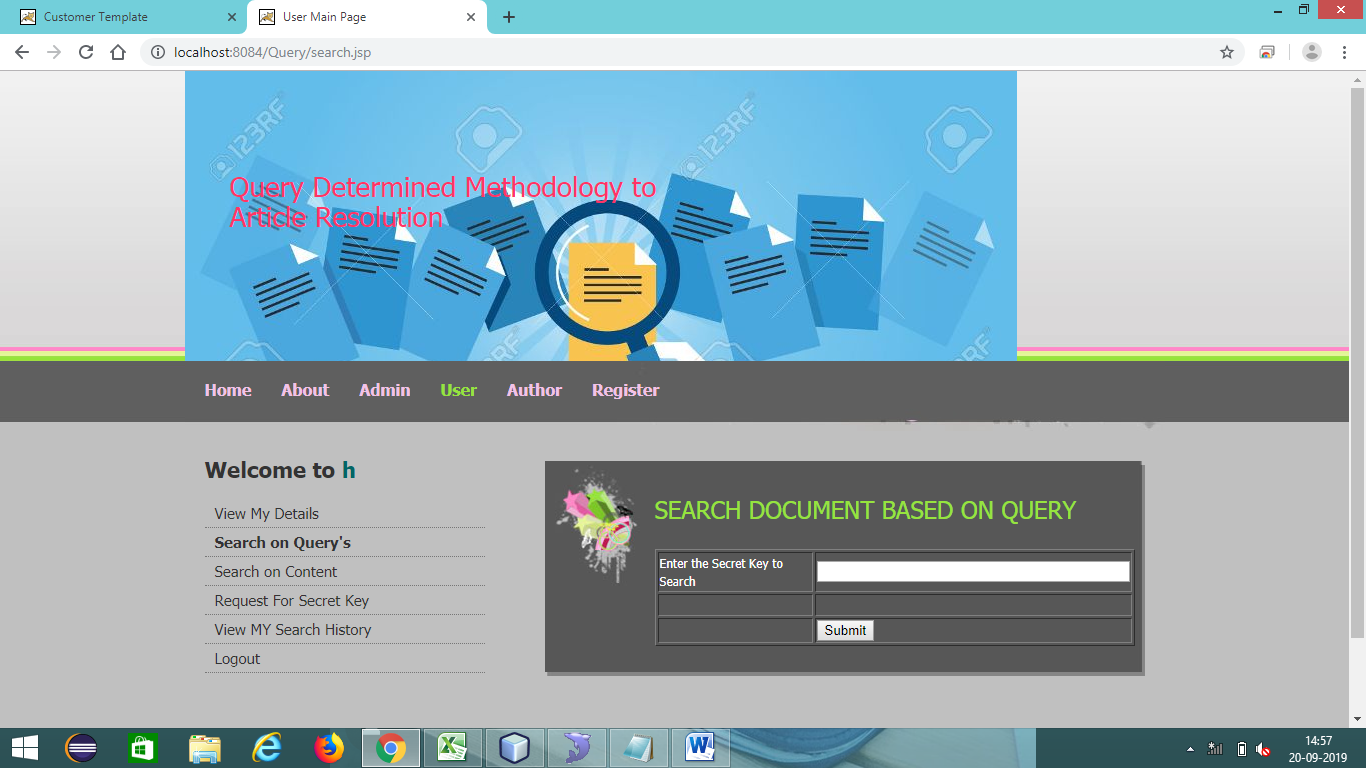 Customer Template
User Main Page
localhost:8084/Query/search.jsp
123RF
123RF
Query Determined Methodology to
Article Resolution
Home About Admin User Author Register
Welcome to h
View My Details
Search on Query's
Search on Content
Request For Secret Key
View MY Search History
Logout
SEARCH DOCUMENT BASED ON QUERY
Enter the Secret Key to
Search
Submit
14:57
20-09-2019